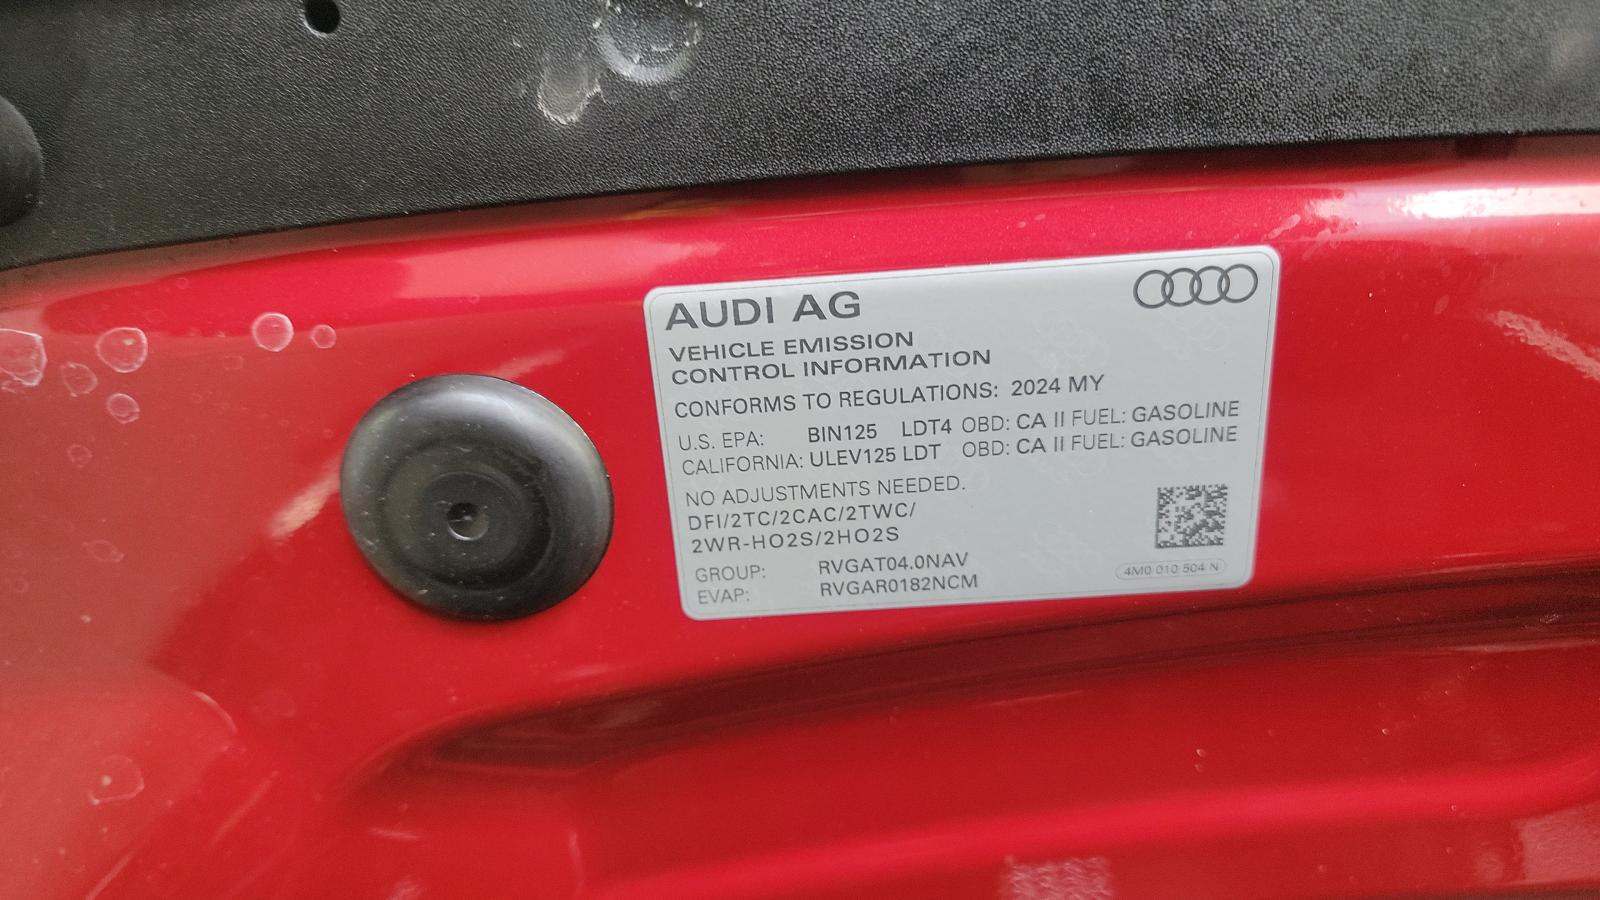 AUDI AG
VEHICLE EMISSION
CONTROL INFORMATION
CONFORMS TO REGULATIONS: 2024 MY
U.S. EPA: BIN125 LDT4 OBD: CA II FUEL: GASOLINE
CALIFORNIA: ULEV125 LDT OBD: CA II FUEL: GASOLINE
NO ADJUSTMENTS NEEDED.
DFI/2TC/2CAC/2TWC/
2WR-HO2S/2HO2S
GROUP: RVGAT04.0NAV
EVAP: RVGAR0182NCM
4M0 010 504 N